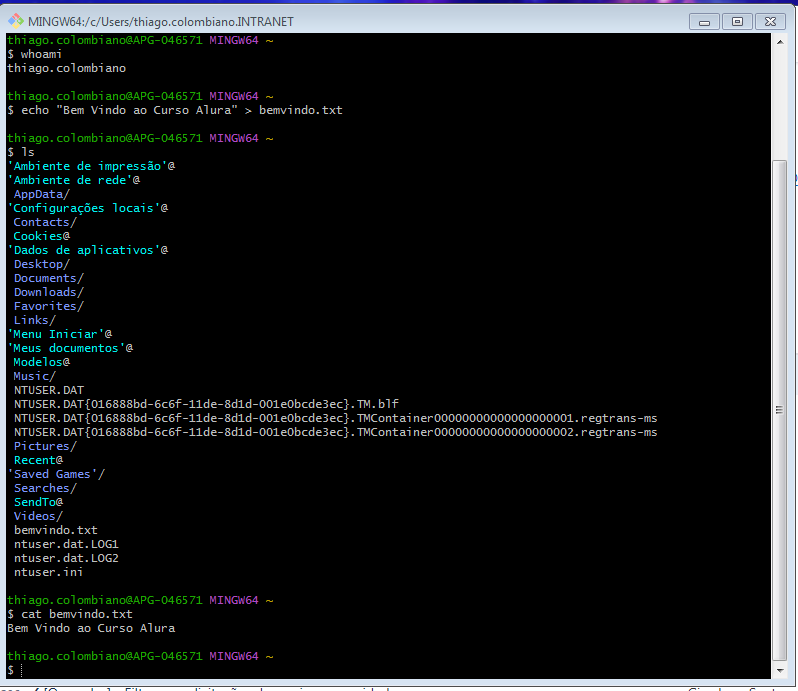 MINGW64:/c/Users/thiago.colombiano.INTRANET
thiago.colombiano@APG-046571 MINGW64 ~
$ whoami
thiago.colombiano
thiago.colombiano@APG-046571 MINGW64 ~
$ echo "Bem Vindo ao Curso Alura" > bemvindo.txt
thiago.colombiano@APG-046571 MINGW64 ~
$ ls
'Ambiente de impressão'@
'Ambiente de rede'@
AppData/
'Configurações locais'@
Contacts/
Cookies@
'Dados de aplicativos'@
Desktop/
Documents/
Downloads/
Favorites/
Links/
'Menu Iniciar'@
'Meus documentos'@
Modelos@
Music/
NTUSER.DAT
NTUSER.DAT{016888bd-6c6f-11de-8d1d-001e0bcde3ec}.TM.blf
NTUSER.DAT{016888bd-6c6f-11de-8d1d-001e0bcde3ec}.TMContainer00000000000000000001.regtrans-ms
NTUSER.DAT{016888bd-6c6f-11de-8d1d-001e0bcde3ec}.TMContainer00000000000000000002.regtrans-ms
Pictures/
Recent@
'Saved Games'/
Searches/
SendTo@
Videos/
bemvindo.txt
ntuser.dat.LOG1
ntuser.dat.LOG2
ntuser.ini
thiago.colombiano@APG-046571 MINGW64 ~
$ cat bemvindo.txt
Bem Vindo ao Curso Alura
thiago.colombiano@APG-046571 MINGW64 ~
$